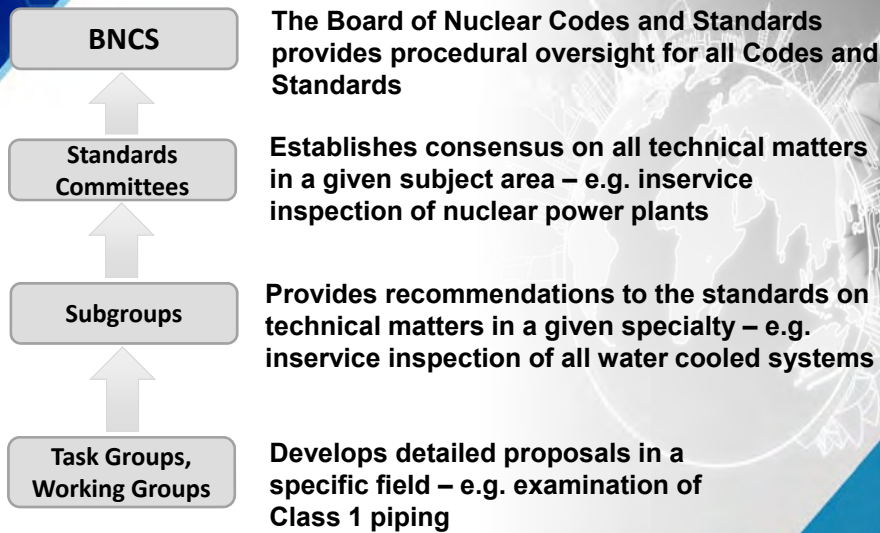 BNCS
The Board of Nuclear Codes and Standards
provides procedural oversight for all Codes and
Standards
Standards
Committees
Establishes consensus on all technical matters
in a given subject area – e.g. inservice
inspection of nuclear power plants
Subgroups
Provides recommendations to the standards on
technical matters in a given specialty – e.g.
inservice inspection of all water cooled systems
Task Groups,
Working Groups
Develops detailed proposals in a
specific field – e.g. examination of
Class 1 piping